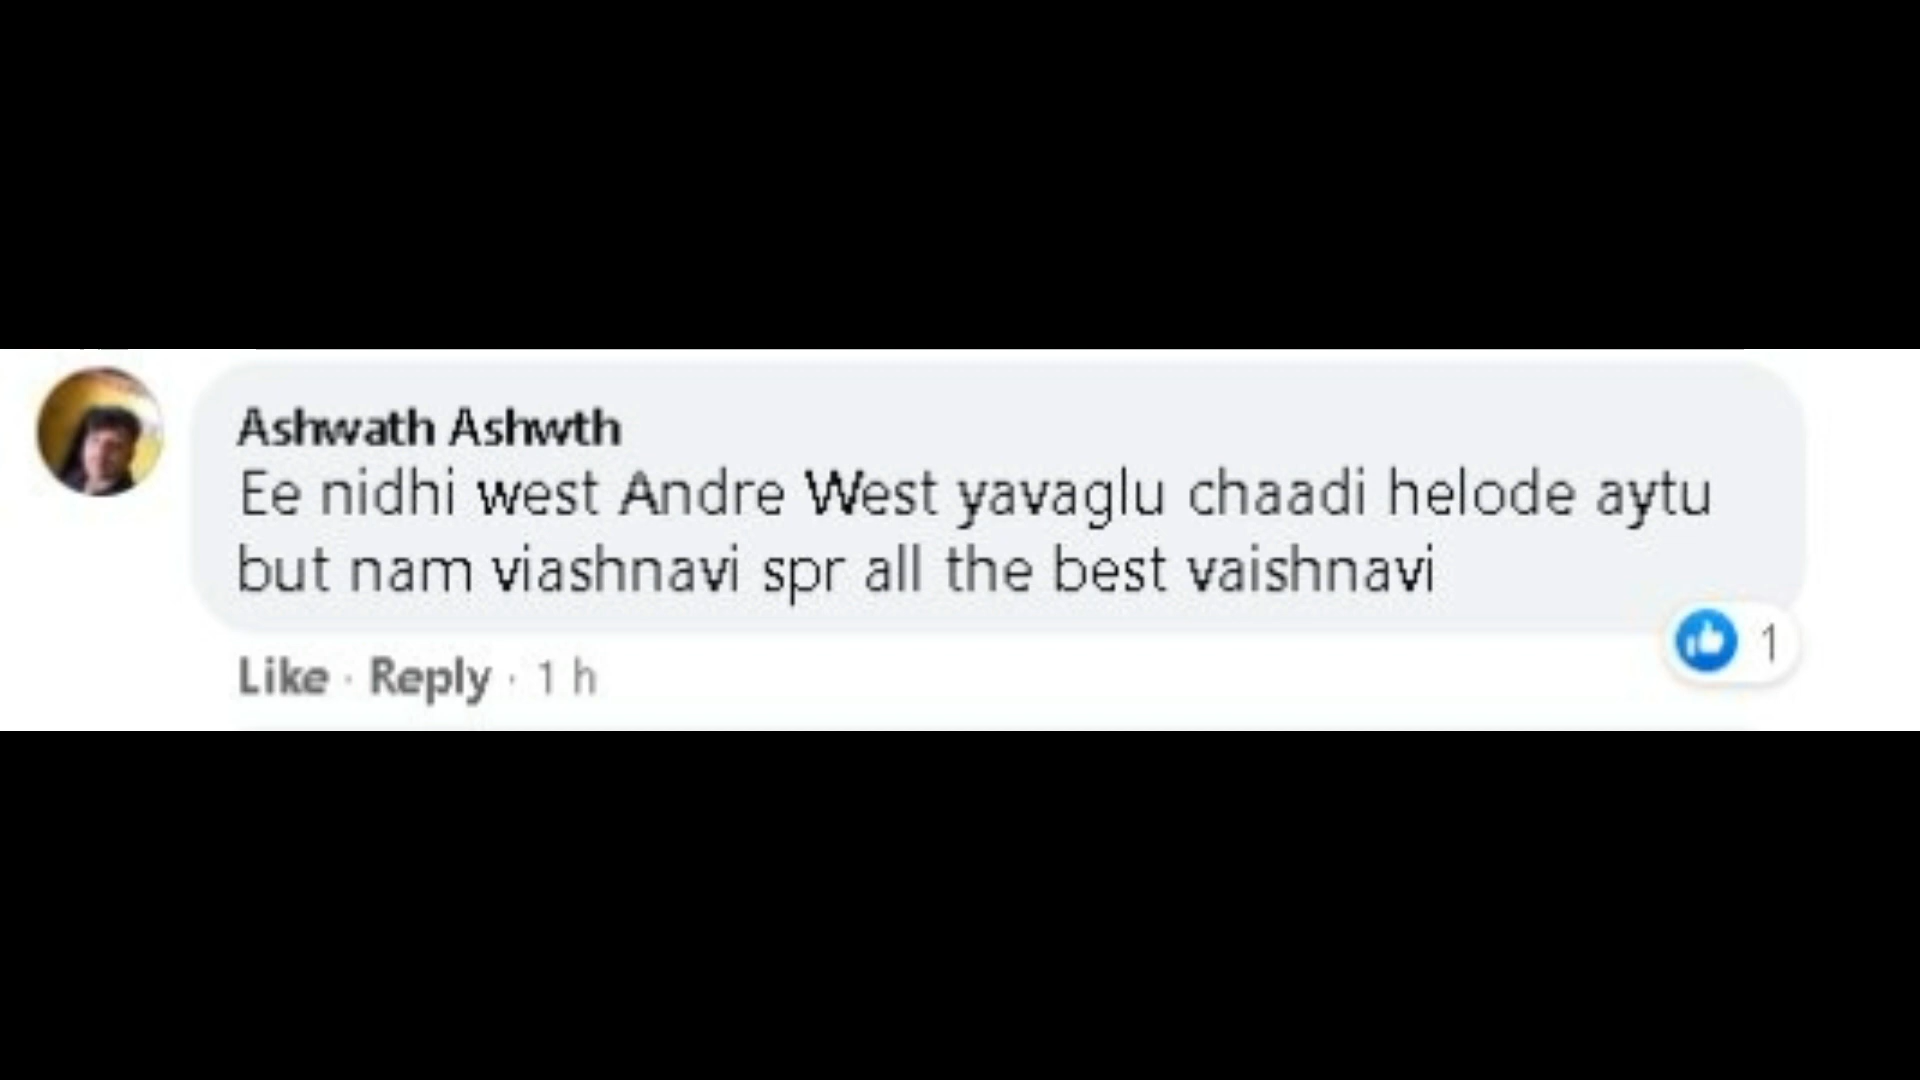 Ashwath Ashwth
Ee nidhi west Andre West yavaglu chaadi helode aytu
but nam viashnavi spr all the best vaishnavi
1
Like · Reply · 1 h